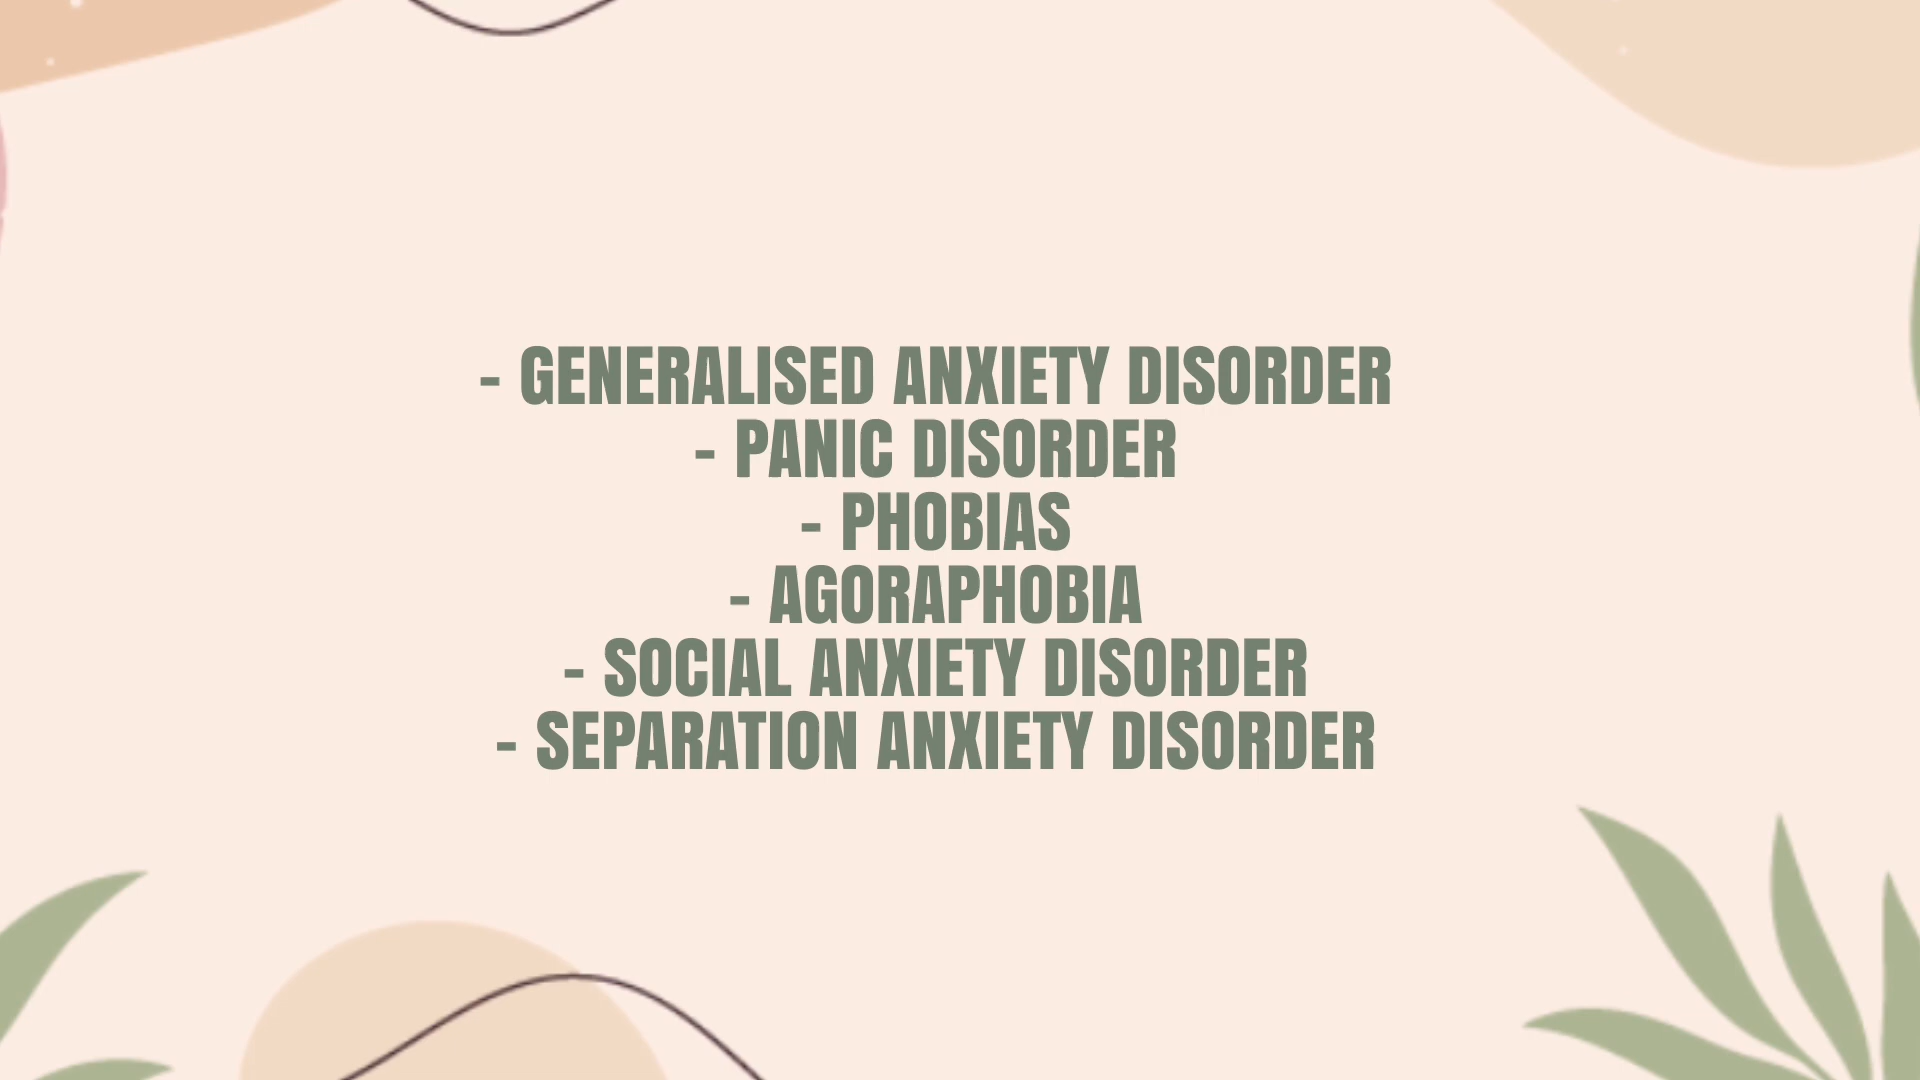 - GENERALISED ANXIETY DISORDER
- PANIC DISORDER
- PHOBIAS
- AGORAPHOBIA
- SOCIAL ANXIETY DISORDER
- SEPARATION ANXIETY DISORDER